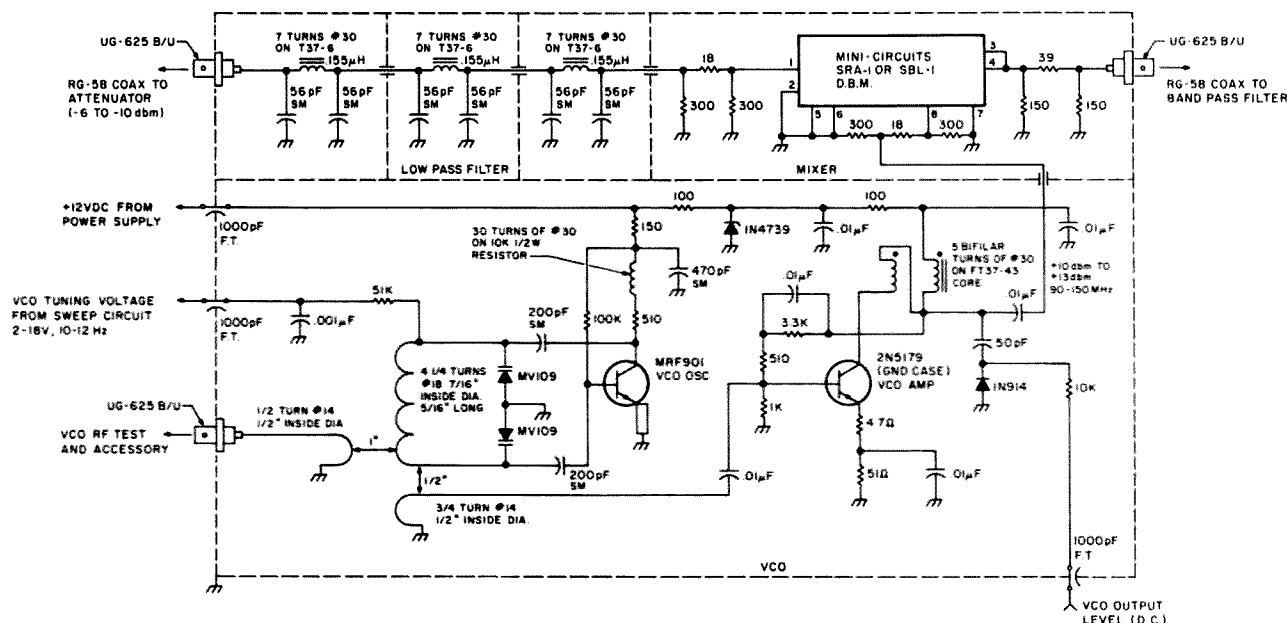 UG-625 B/U
7 TURNS #30
ON T37-6
.155µH
7 TURNS #30
ON T37-6
.155µH
7 TURNS #30
ON T37-6
.155µH
RG-58 COAX TO
ATTENUATOR
(-6 TO -10 dbm)
56pF
SM
56pF
SM
56pF
SM
56pF
SM
56pF
SM
56pF
SM
LOW PASS FILTER
18
300
300
1
2
MINI-CIRCUITS
SRA-1 OR SBL-1
D.B.M.
3
4
5
6
8
7
300
18
300
MIXER
39
150
150
UG-625 B/U
RG-58 COAX TO
BAND PASS FILTER
+12VDC FROM
POWER SUPPLY
1000pF
F.T.
30 TURNS OF #30
ON 10K 1/2W
RESISTOR
150
100
1N4739
.01µF
100
.01µF
470pF
SM
5 BIFILAR
TURNS OF #30
ON FT37-43
CORE
+10dbm TO
+13dbm
90-150MHz
VCO TUNING VOLTAGE
FROM SWEEP CIRCUIT
2-18V, 10-12 Hz
1000pF
F.T.
.001µF
51K
200pF
SM
100K
510
.01µF
3.3K
510
1K
.01µF
50pF
1N914
10K
MRF901
VCO OSC
2N5179
(GND CASE)
VCO AMP
4 1/4 TURNS
#18 7/16"
INSIDE DIA.
5/16" LONG
MV109
MV109
4.7Ω
51Ω
.01µF
UG-625 B/U
VCO RF TEST
AND ACCESSORY
1/2 TURN #14
1/2" INSIDE DIA
1"
1/2"
200pF
SM
.01µF
3/4 TURN #14
1/2" INSIDE DIA.
VCO
1000pF
F.T.
VCO OUTPUT
LEVEL (D.C.)